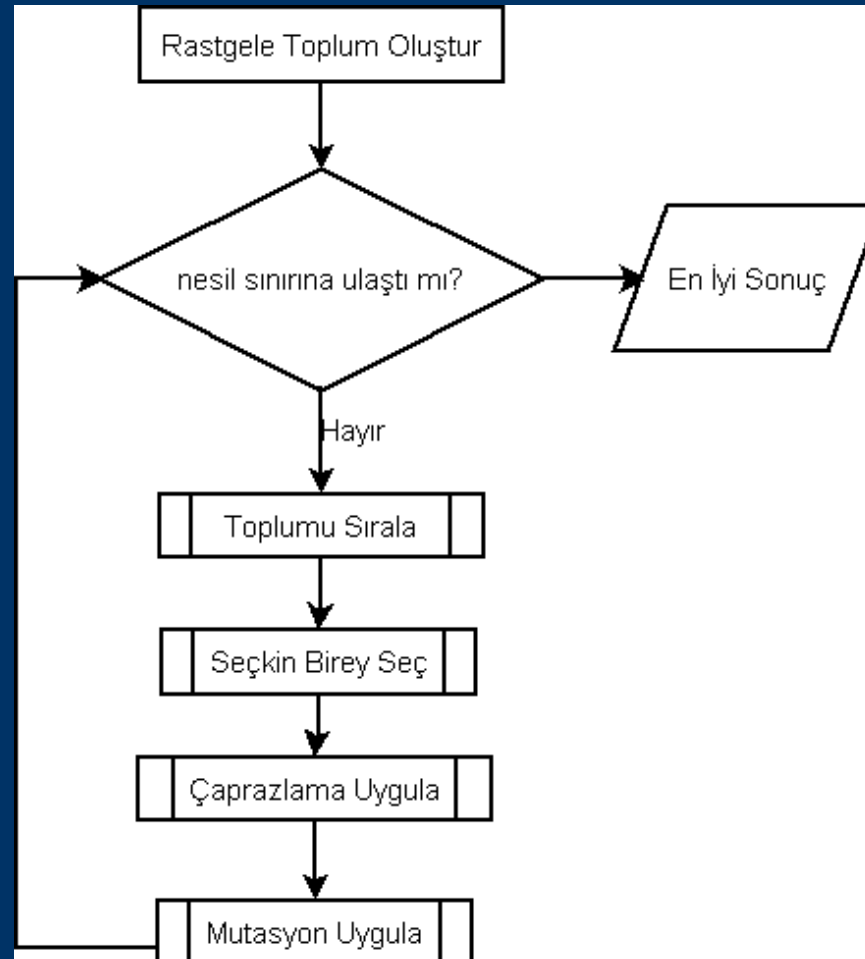 Rastgele Toplum Oluştur
nesil sınırına ulaştı mı?
En İyi Sonuç
Hayır
Toplumu Sırala
Seçkin Birey Seç
Çaprazlama Uygula
Mutasyon Uygula